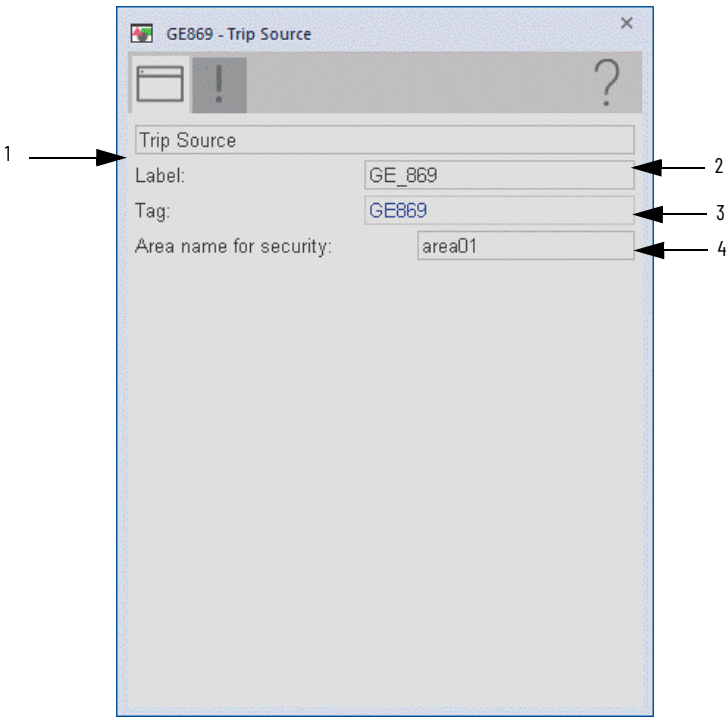 GE869 - Trip Source
!
?
1
Trip Source
Label: GE_869
2
Tag: GE869
3
Area name for security: area01
4